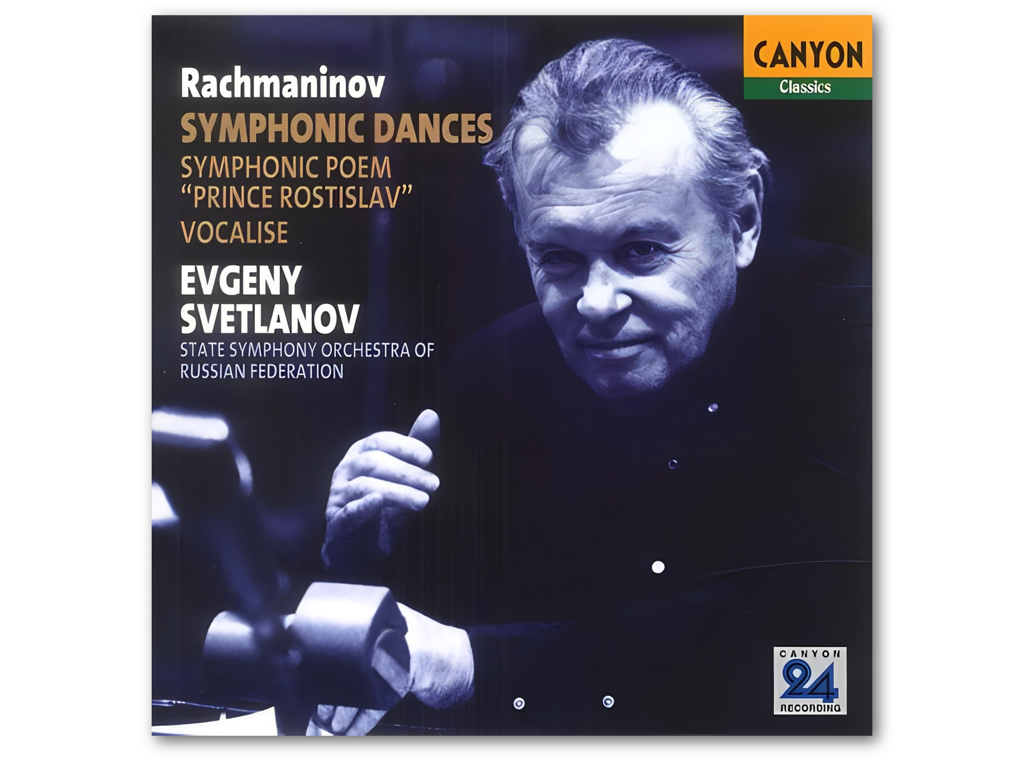 Rachmaninov
SYMPHONIC DANCES
SYMPHONIC POEM
“PRINCE ROSTISLAV”
VOCALISE
EVGENY
SVETLANOV
STATE SYMPHONY ORCHESTRA OF
RUSSIAN FEDERATION
CANYON
Classics
CANYON
24
RECORDING